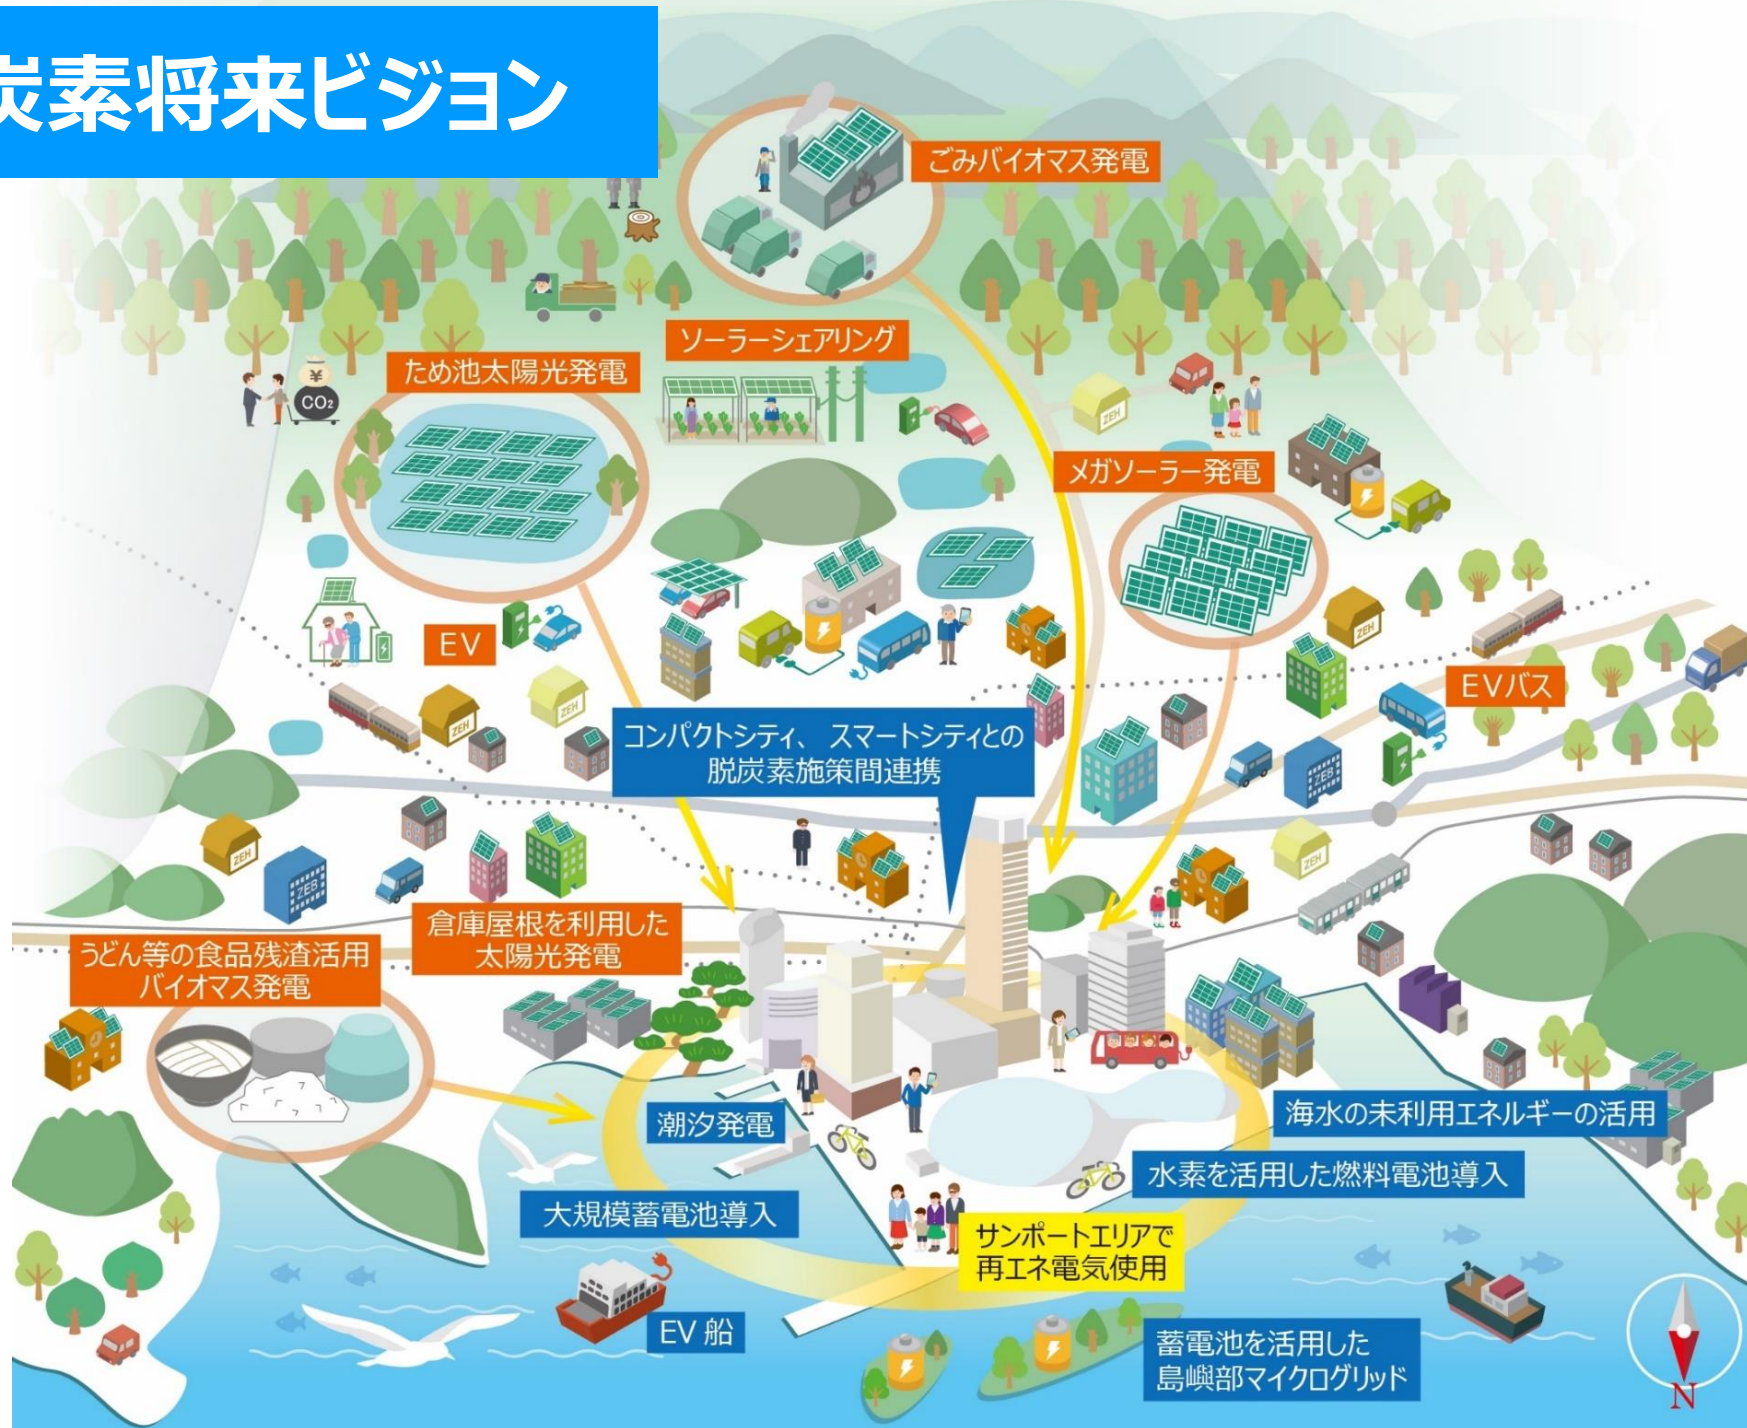 炭素将来ビジョン
ごみバイオマス発電
ソーラーシェアリング
ため池太陽光発電
¥
CO₂
ZEH
メガソーラー発電
EV
ZEH
ZEH
ZEH
EVバス
コンパクトシティ、スマートシティとの
脱炭素施策間連携
ZEB
ZEH
ZEB
ZEH
倉庫屋根を利用した
太陽光発電
うどん等の食品残渣活用
バイオマス発電
潮汐発電
海水の未利用エネルギーの活用
水素を活用した燃料電池導入
大規模蓄電池導入
サンポートエリアで
再エネ電気使用
EV船
蓄電池を活用した
島嶼部マイクログリッド
N